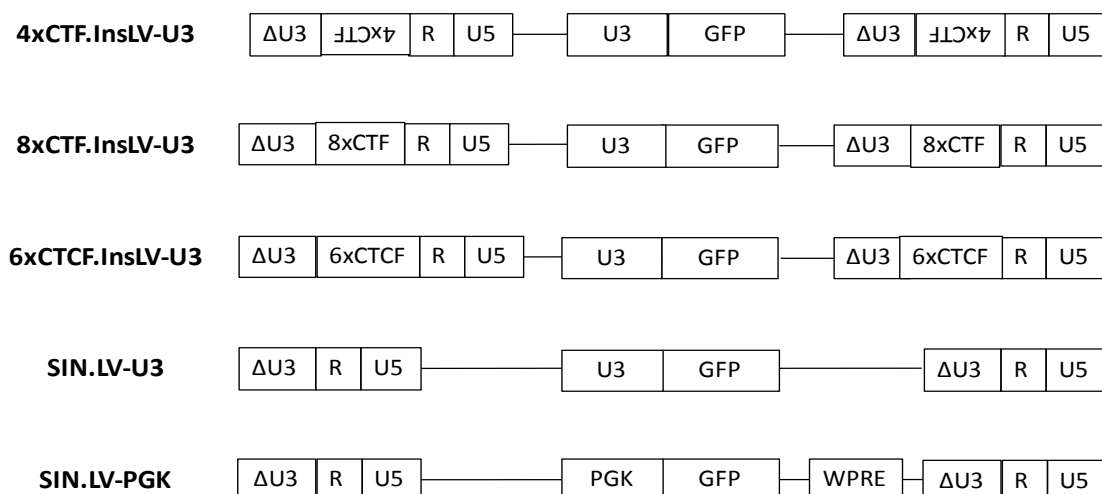 4xCTF.InsLV-U3 ΔU3 4xCTF R U5 U3 GFP ΔU3 4xCTF R U5
8xCTF.InsLV-U3 ΔU3 8xCTF R U5 U3 GFP ΔU3 8xCTF R U5
6xCTCF.InsLV-U3 ΔU3 6xCTCF R U5 U3 GFP ΔU3 6xCTCF R U5
SIN.LV-U3 ΔU3 R U5 U3 GFP ΔU3 R U5
SIN.LV-PGK ΔU3 R U5 PGK GFP WPRE ΔU3 R U5